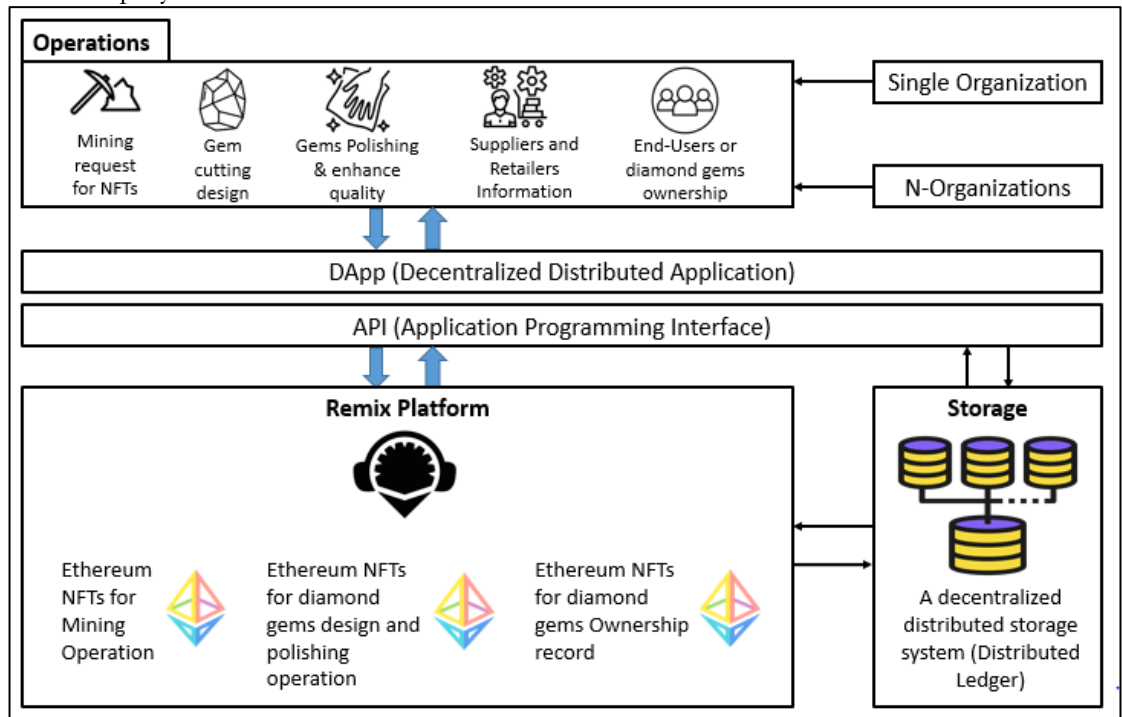 Operations
Mining
request
for NFTs
Gem
cutting
design
Gems Polishing
& enhance
quality
Suppliers and
Retailers
Information
End-Users or
diamond gems
ownership
Single Organization
N-Organizations
DApp (Decentralized Distributed Application)
API (Application Programming Interface)
Remix Platform
Ethereum
NFTs for
Mining
Operation
Ethereum NFTs
for diamond
gems design and
polishing
operation
Ethereum NFTs
for diamond
gems Ownership
record
Storage
A decentralized
distributed storage
system (Distributed
Ledger)